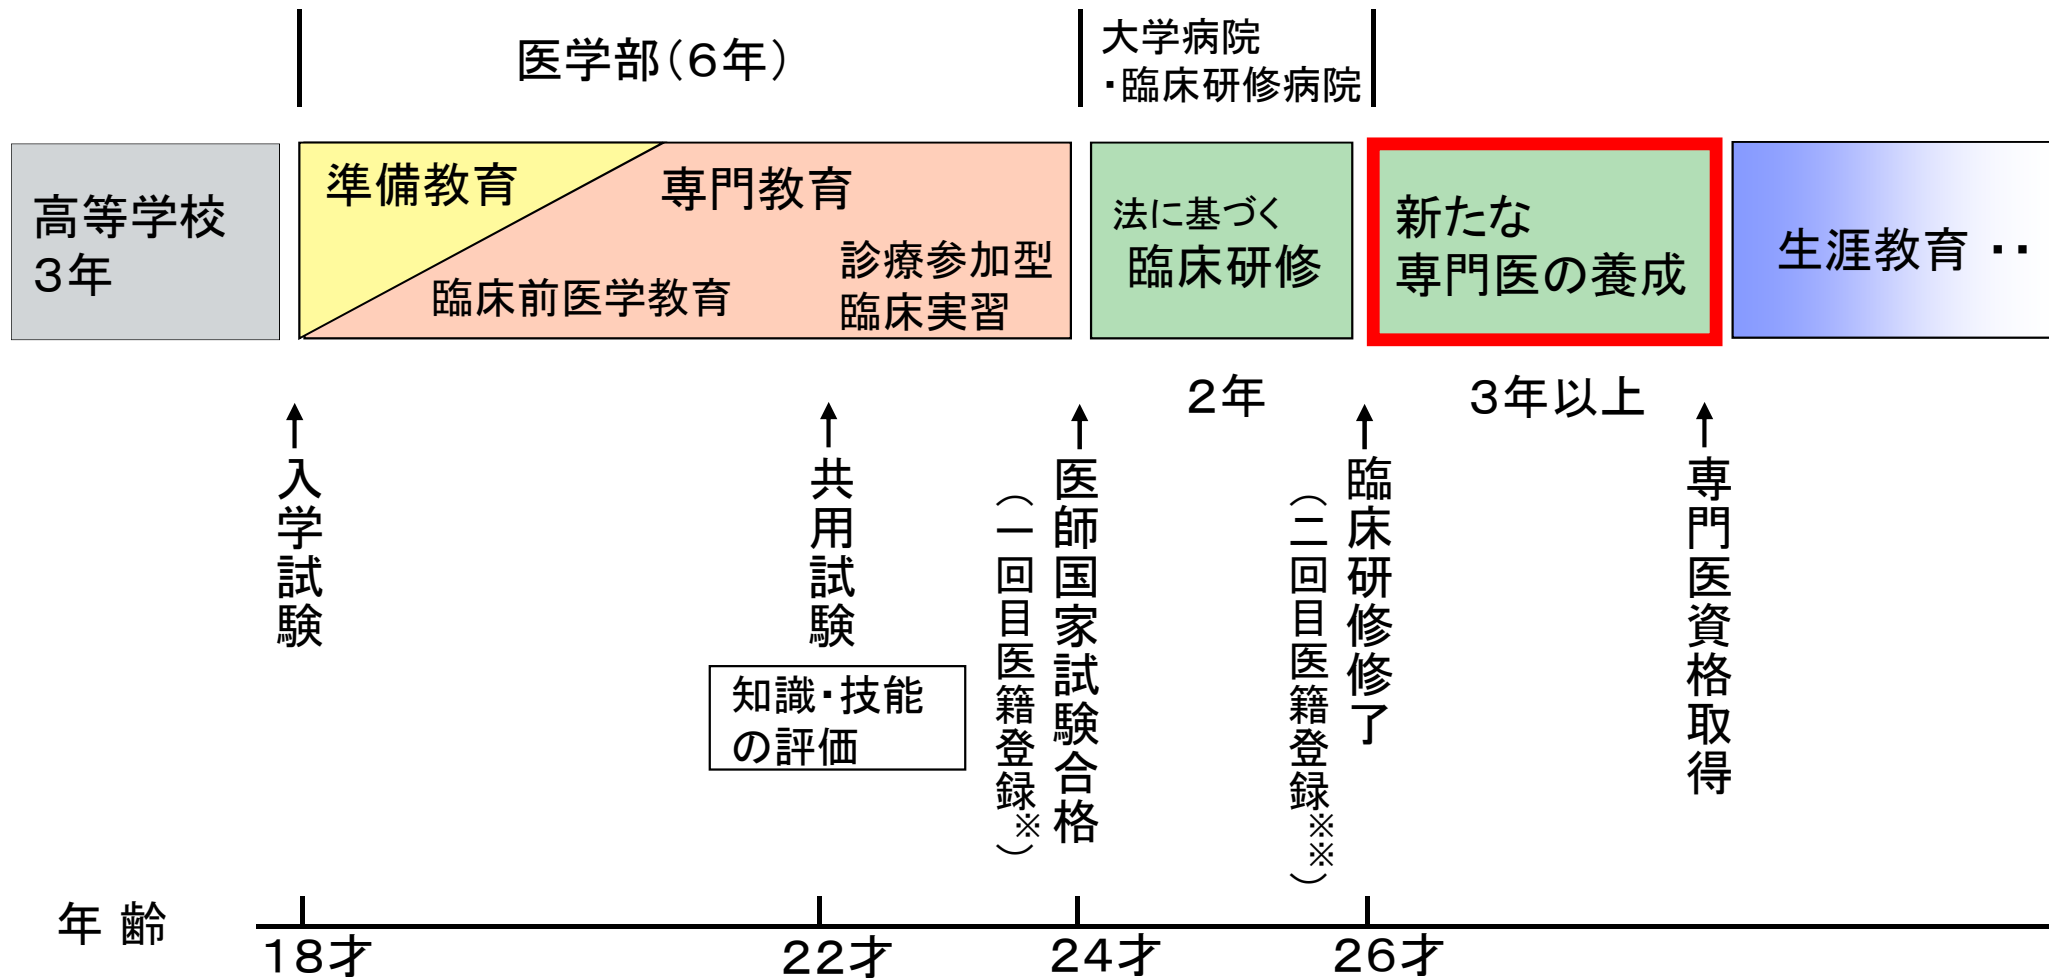 医学部(6年)
大学病院
・臨床研修病院
高等学校
3年
準備教育
専門教育
臨床前医学教育
診療参加型
臨床実習
法に基づく
臨床研修
新たな
専門医の養成
生涯教育 ・・
2年
3年以上
入学試験
共用試験
知識・技能
の評価
医師国家試験合格
(一回目医籍登録※)
臨床研修修了
(二回目医籍登録※※)
専門医資格取得
年 齢
18才
22才
24才
26才